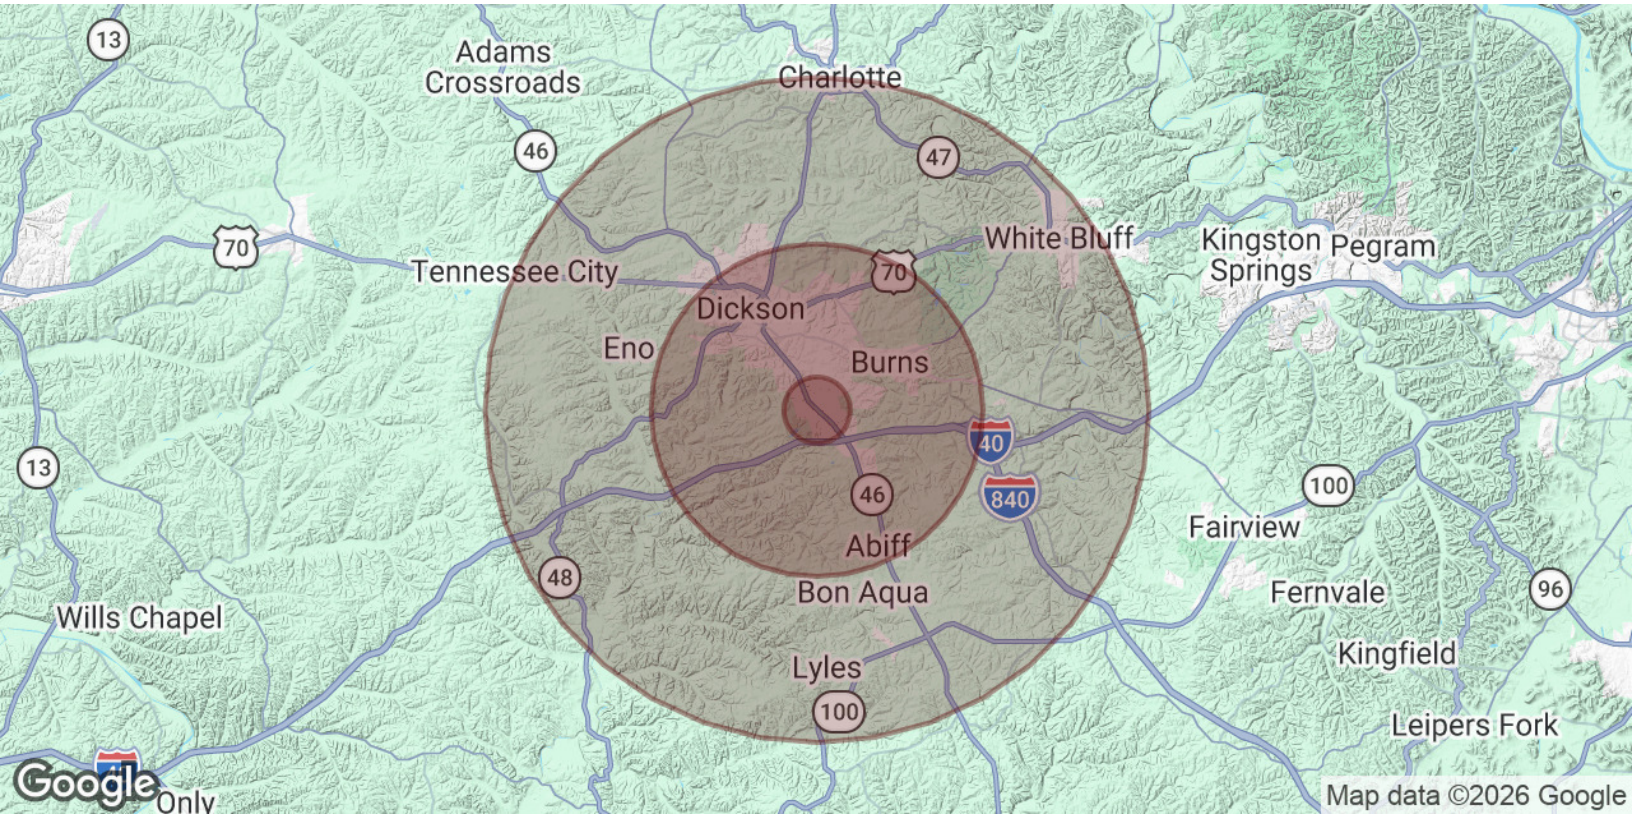 13
Adams
Crossroads
Charlotte
46
47
70
Tennessee City
70
White Bluff
Kingston
Springs
Pegram
Dickson
Eno
Burns
40
13
46
840
100
Fairview
Abiff
48
Bon Aqua
Fernvale
96
Wills Chapel
Kingfield
Lyles
100
Leipers Fork
Google
Only
Map data ©2026 Google